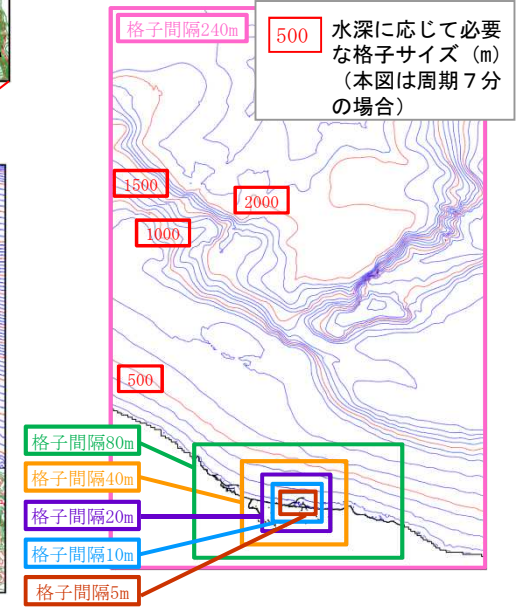 格子間隔240m
500
水深に応じて必要
な格子サイズ（m）
（本図は周期７分
の場合）
1500
2000
1000
500
格子間隔80m
格子間隔40m
格子間隔20m
格子間隔10m
格子間隔5m